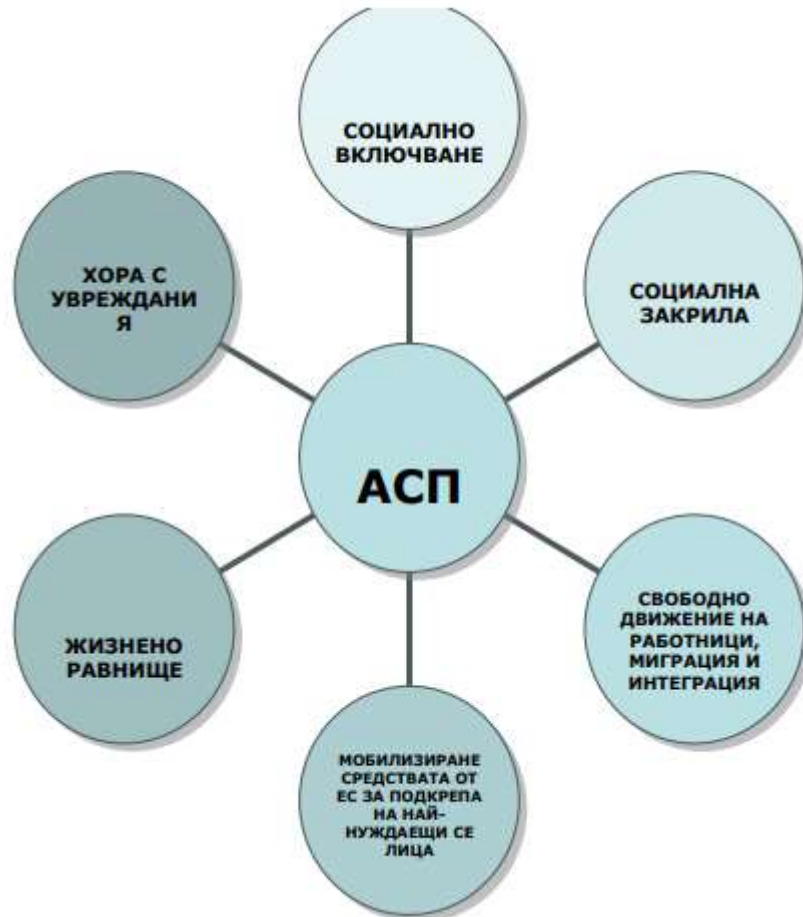 СОЦИАЛНО
ВКЛЮЧВАНЕ
ХОРА С
УВРЕЖДАНИ
Я
СОЦИАЛНА
ЗАКРИЛА
АСП
ЖИЗНЕНО
РАВНИЩЕ
СВОБОДНО
ДВИЖЕНИЕ НА
РАБОТНИЦИ,
МИГРАЦИЯ И
ИНТЕГРАЦИЯ
МОБИЛИЗИРАНЕ
СРЕДСТВАТА ОТ
ЕС ЗА ПОДКРЕПА
НА НАЙ-
НУЖДАЕЩИ СЕ
ЛИЦА